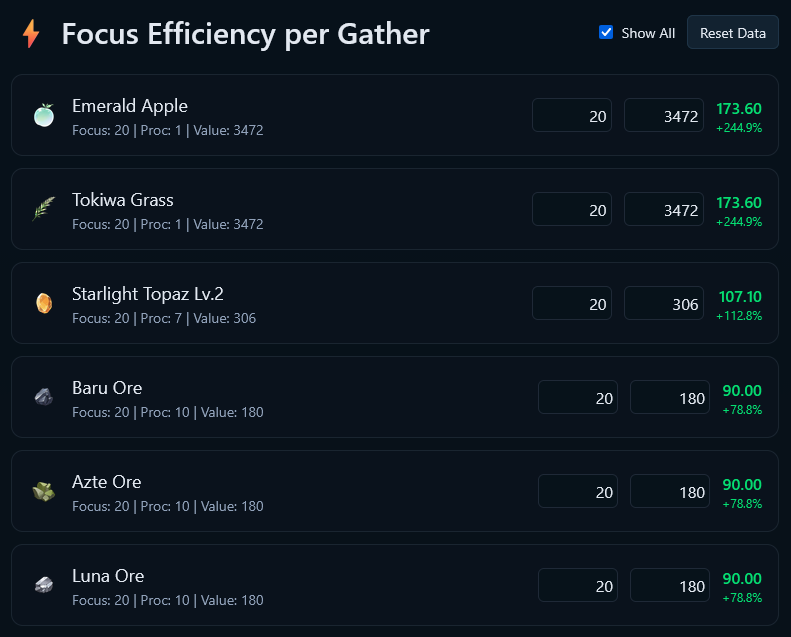 Focus Efficiency per Gather
Show All
Reset Data
Emerald Apple
Focus: 20 | Proc: 1 | Value: 3472
20
3472
173.60
+244.9%
Tokiwa Grass
Focus: 20 | Proc: 1 | Value: 3472
20
3472
173.60
+244.9%
Starlight Topaz Lv.2
Focus: 20 | Proc: 7 | Value: 306
20
306
107.10
+112.8%
Baru Ore
Focus: 20 | Proc: 10 | Value: 180
20
180
90.00
+78.8%
Azte Ore
Focus: 20 | Proc: 10 | Value: 180
20
180
90.00
+78.8%
Luna Ore
Focus: 20 | Proc: 10 | Value: 180
20
180
90.00
+78.8%